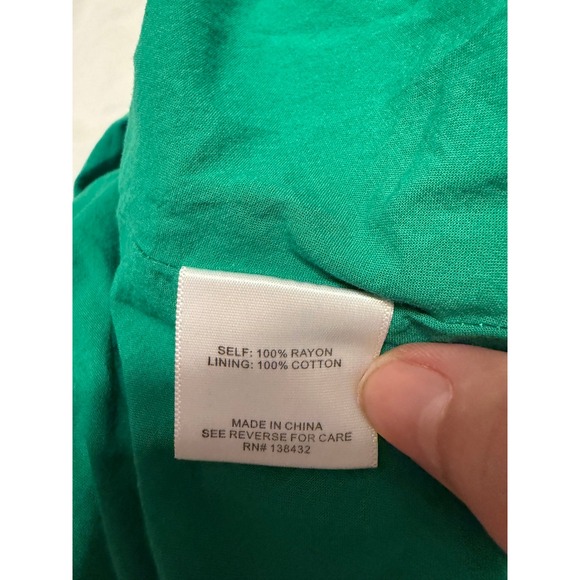 SELF: 100% RAYON
LINING: 100% COTTON
MADE IN CHINA
SEE REVERSE FOR CARE
RN# 138432